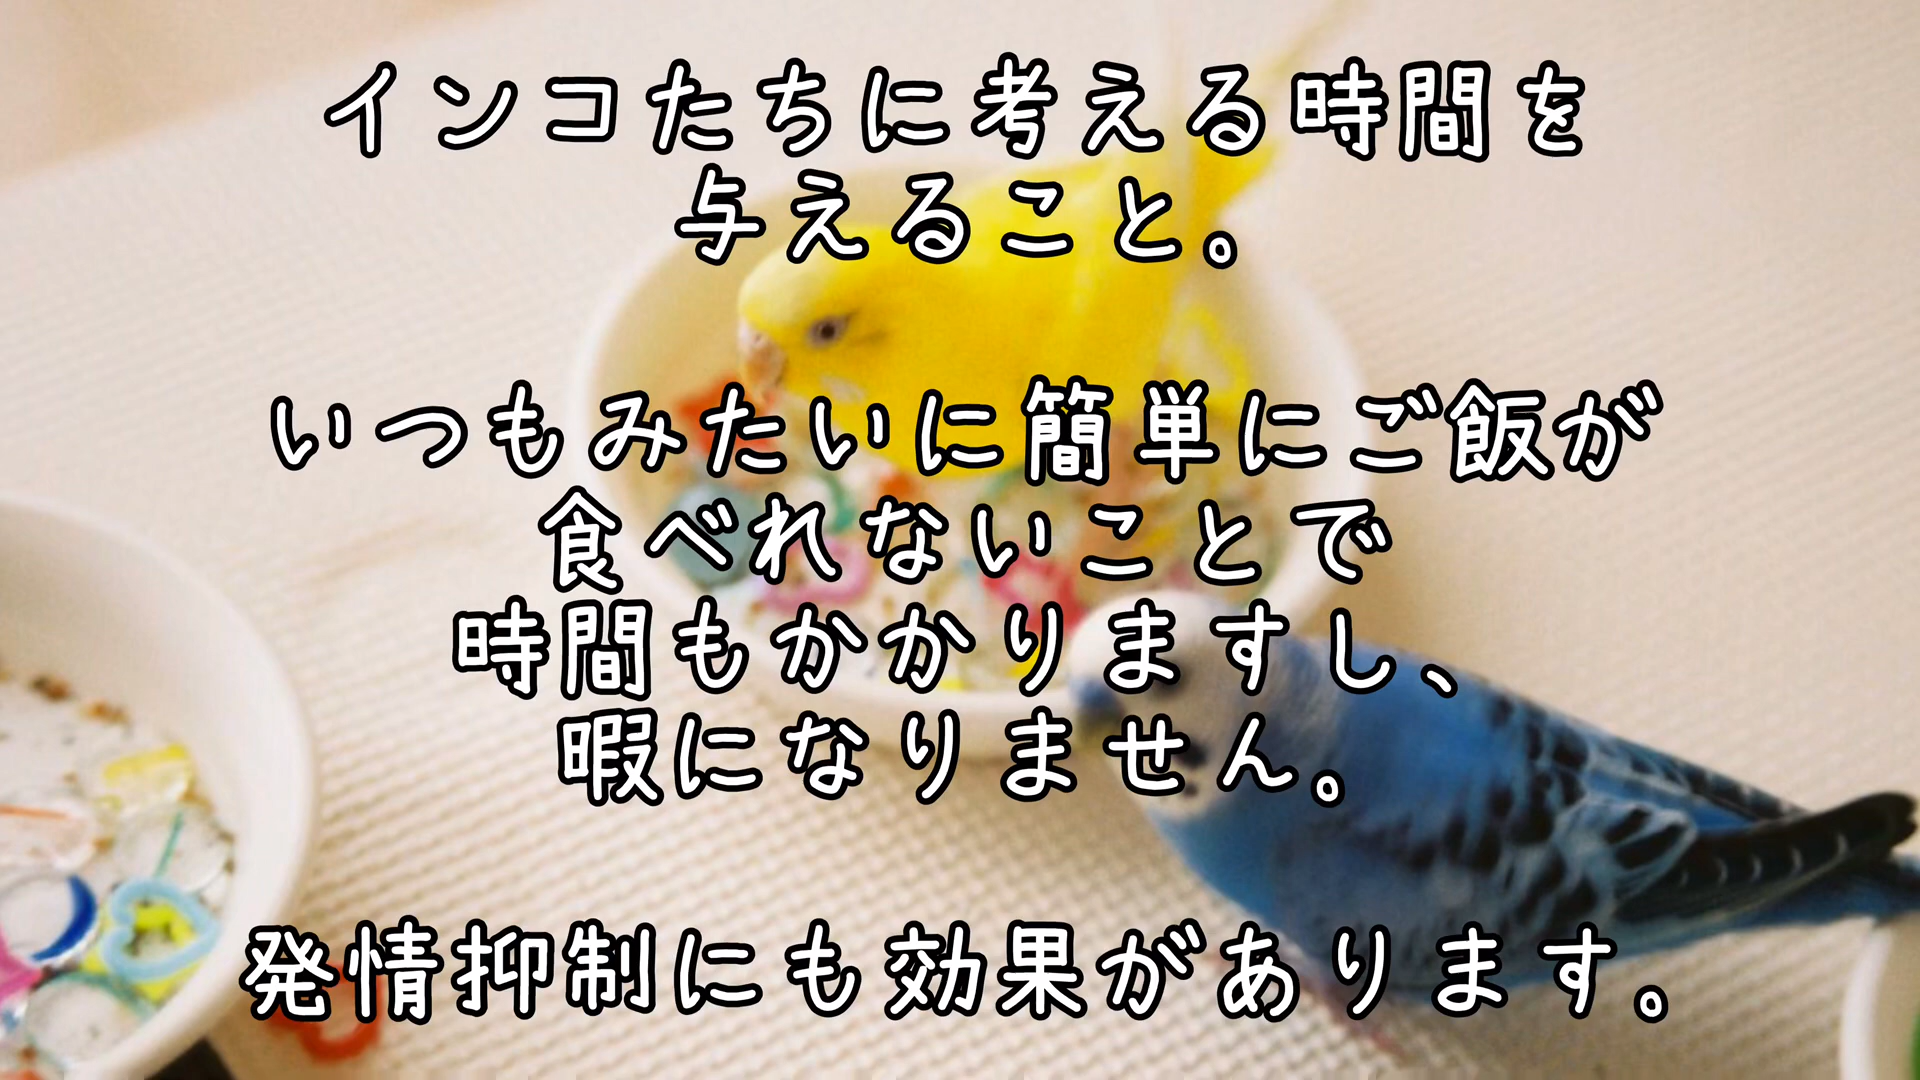 インコたちに考える時間を
与えること。
いつもみたいに簡単にご飯が
食べれないことで
時間もかかりますし、
暇になりません。
発情抑制にも効果があります。